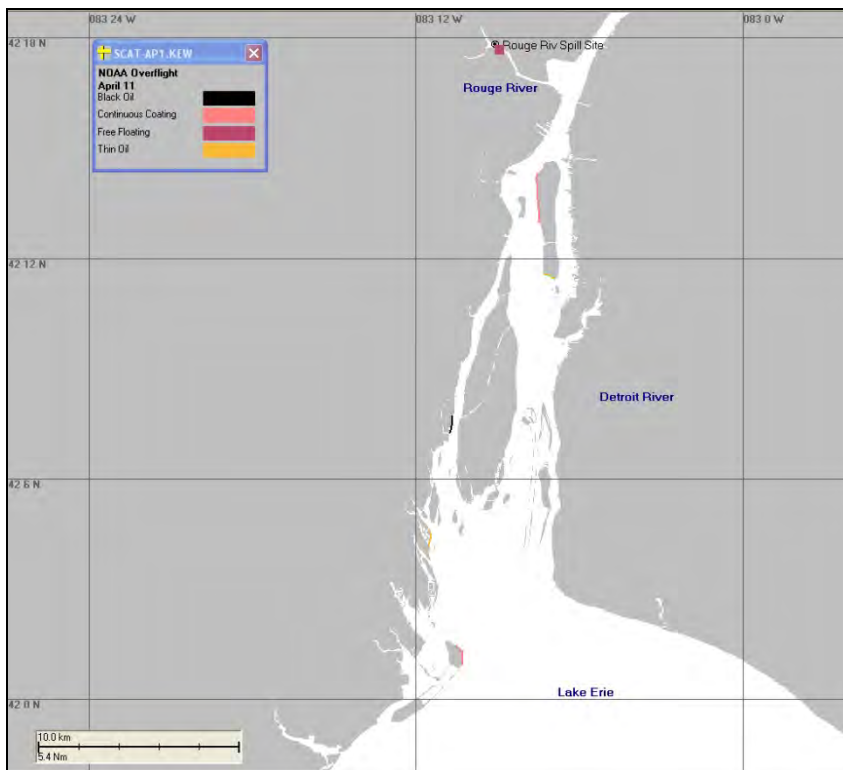 083 24 W
083 12 W
083 0 W
42 18 N
SCAT-AP1.KEW
NOAA Overflight
April 11
Black Oil
Continuous Coating
Free Floating
Thin Oil
Rouge Riv Spill Site
Rouge River
42 12 N
Detroit River
42 6 N
42 0 N
Lake Erie
10.0 km
5.4 Nm